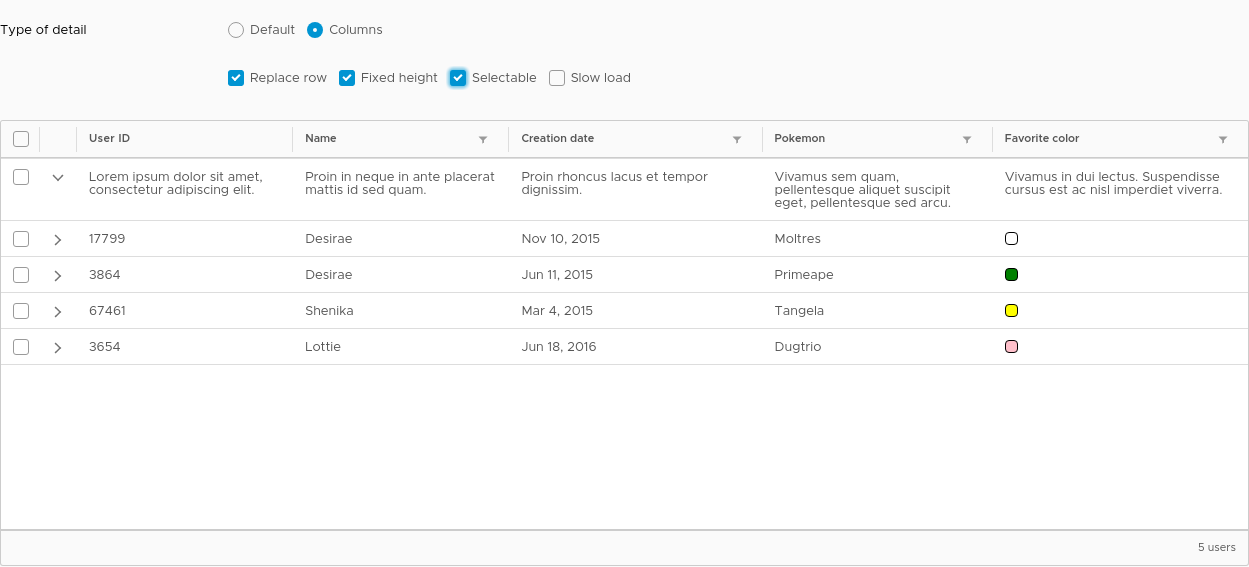 Type of detail Default Columns
Replace row Fixed height Selectable Slow load
User ID Name Creation date Pokemon Favorite color
Lorem ipsum dolor sit amet, Proin in neque in ante placerat Proin rhoncus lacus et tempor Vivamus sem quam, Vivamus in dui lectus. Suspendisse
consectetur adipiscing elit. mattis id sed quam. dignissim. pellentesque aliquet suscipit cursus est ac nisl imperdiet viverra.
eget, pellentesque sed arcu.
17799 Desirae Nov 10, 2015 Moltres
3864 Desirae Jun 11, 2015 Primeape
67461 Shenika Mar 4, 2015 Tangela
3654 Lottie Jun 18, 2016 Dugtrio
5 users